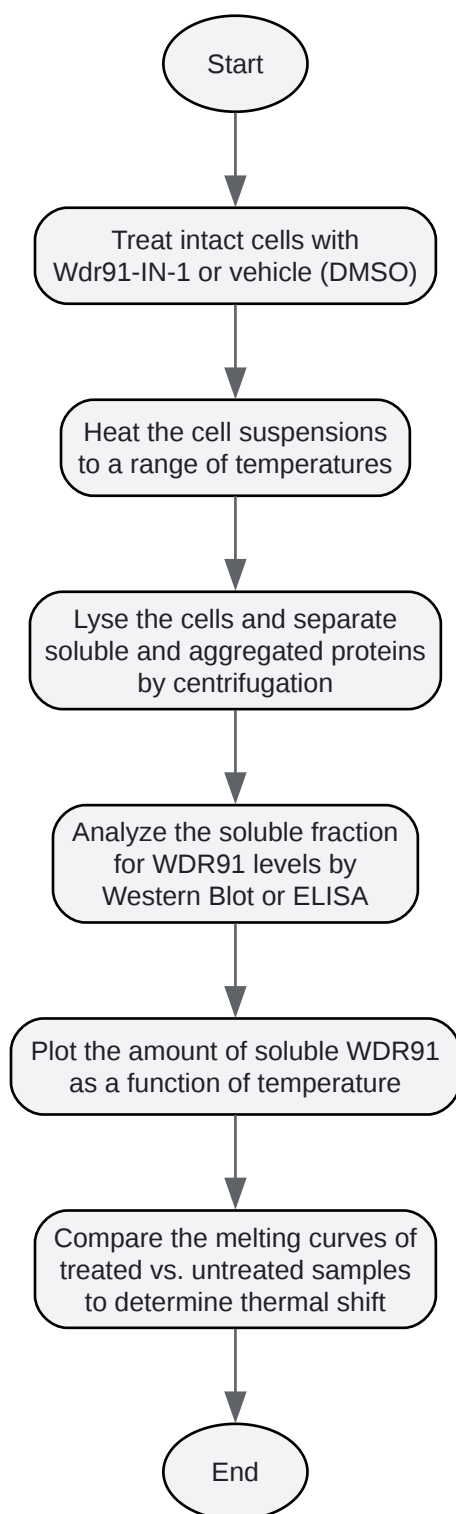 Start
Treat intact cells with
Wdr91-IN-1 or vehicle (DMSO)
Heat the cell suspensions
to a range of temperatures
Lyse the cells and separate
soluble and aggregated proteins
by centrifugation
Analyze the soluble fraction
for WDR91 levels by
Western Blot or ELISA
Plot the amount of soluble WDR91
as a function of temperature
Compare the melting curves of
treated vs. untreated samples
to determine thermal shift
End